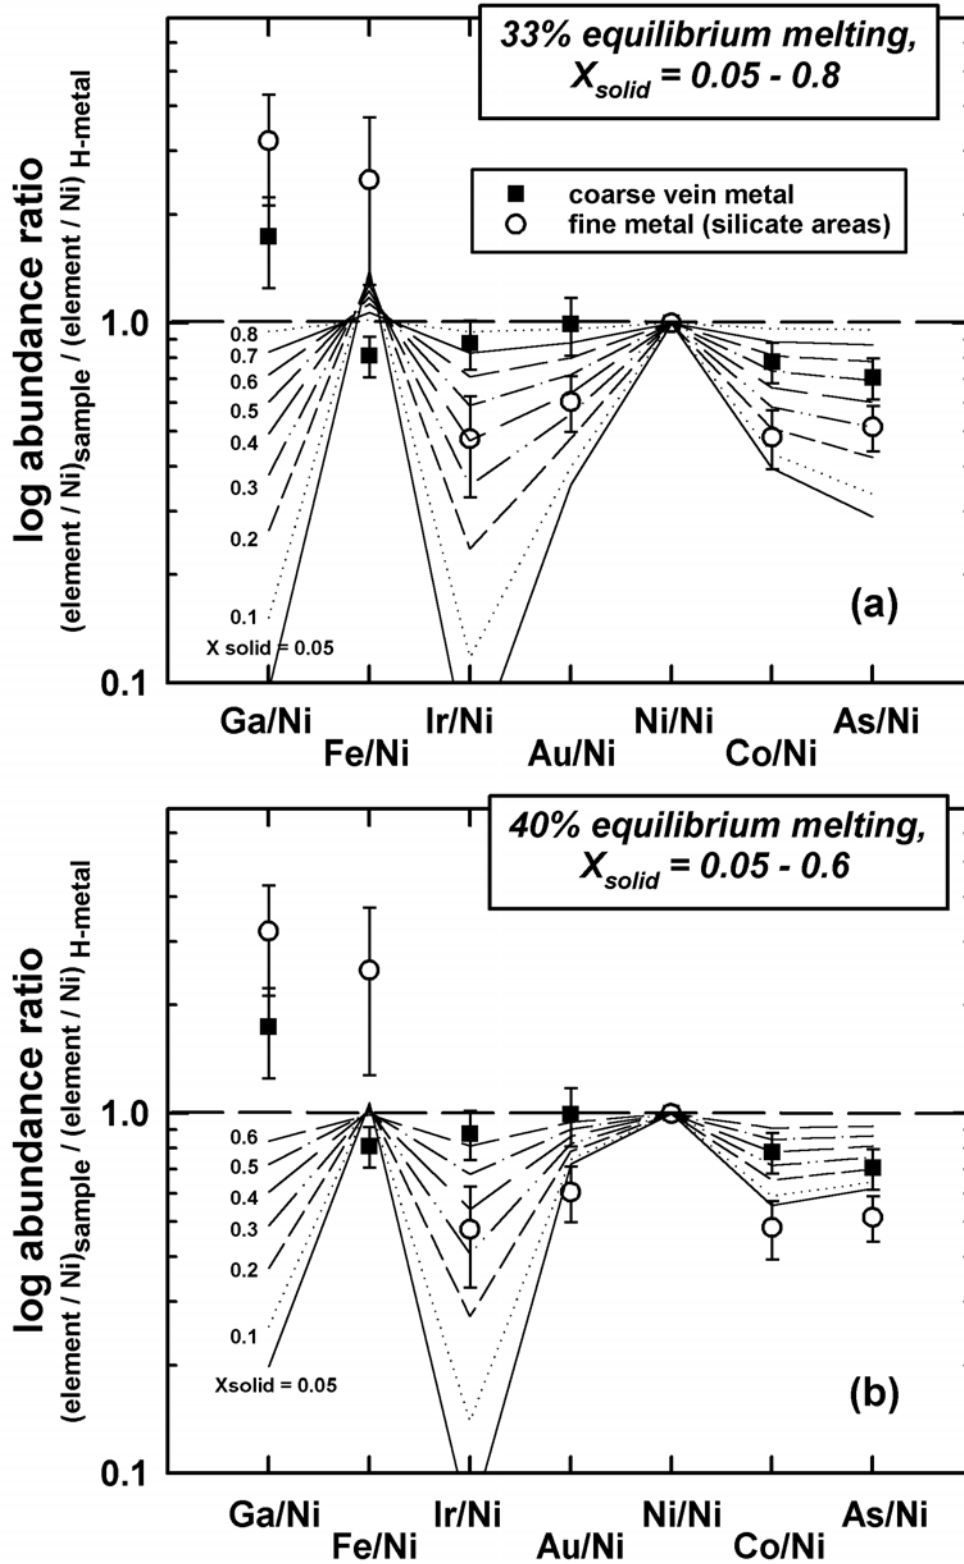 33% equilibrium melting,
Xsolid = 0.05 - 0.8
log abundance ratio
(element / Ni)sample / (element / Ni) H-metal
coarse vein metal
fine metal (silicate areas)
1.0
0.8
0.7
0.6
0.5
0.4
0.3
0.2
0.1
X solid = 0.05
(a)
0.1
Ga/Ni
Fe/Ni
Ir/Ni
Au/Ni
Ni/Ni
Co/Ni
As/Ni
40% equilibrium melting,
Xsolid = 0.05 - 0.6
log abundance ratio
(element / Ni)sample / (element / Ni) H-metal
1.0
0.6
0.5
0.4
0.3
0.2
0.1
Xsolid = 0.05
(b)
0.1
Ga/Ni
Fe/Ni
Ir/Ni
Au/Ni
Ni/Ni
Co/Ni
As/Ni